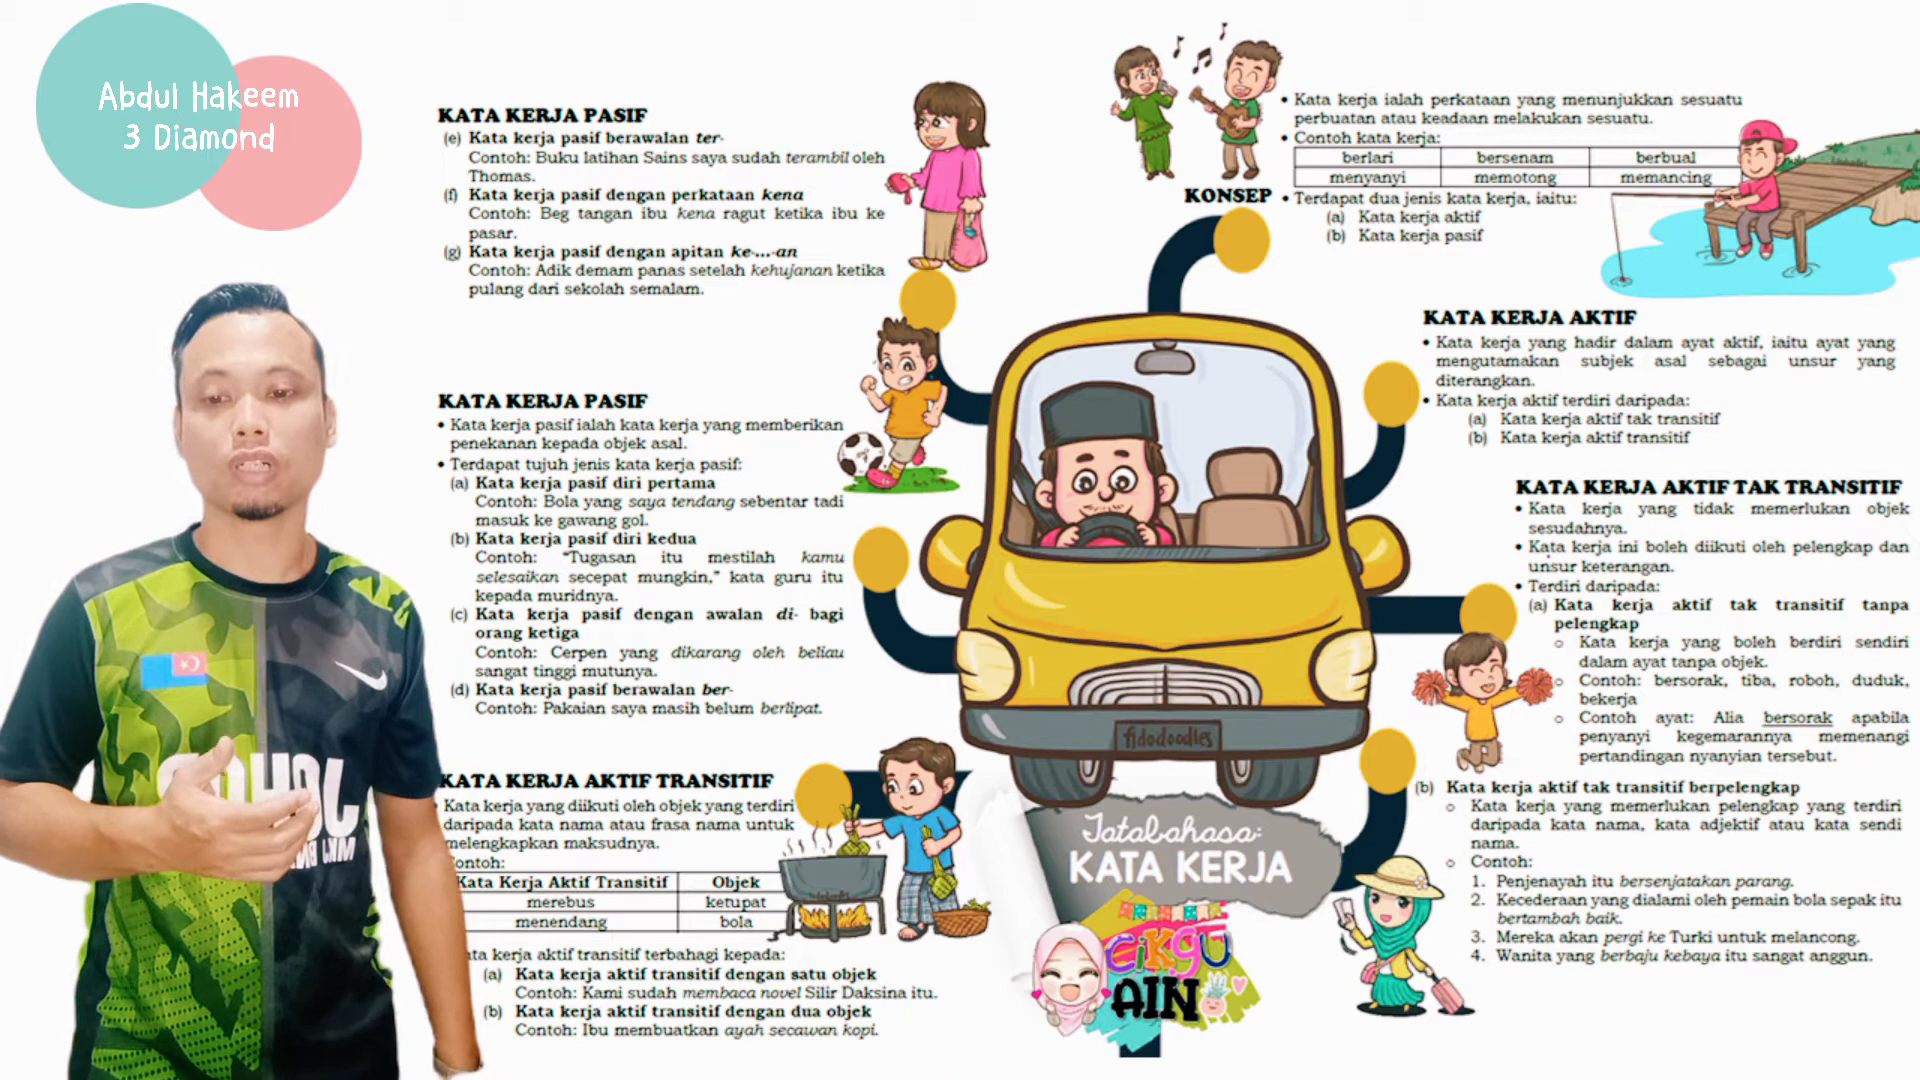 Abdul Hakeem
3 Diamond
KATA KERJA PASIF
(e) Kata kerja pasif berawalan ter-
Contoh: Buku latihan Sains saya sudah terambil oleh
Thomas.
(f) Kata kerja pasif dengan perkataan kena
Contoh: Beg tangan ibu kena ragut ketika ibu ke
pasar.
(g) Kata kerja pasif dengan apitan ke-...-an
Contoh: Adik demam panas setelah kehujanan ketika
pulang dari sekolah semalam.
KATA KERJA PASIF
• Kata kerja pasif ialah kata kerja yang memberikan
penekanan kepada objek asal.
• Terdapat tujuh jenis kata kerja pasif:
(a) Kata kerja pasif diri pertama
Contoh: Bola yang saya tendang sebentar tadi
masuk ke gawang gol.
(b) Kata kerja pasif diri kedua
Contoh: "Tugasan itu mestilah kamu
selesaikan secepat mungkin," kata guru itu
kepada muridnya.
(c) Kata kerja pasif dengan awalan di- bagi
orang ketiga
Contoh: Cerpen yang dikarang oleh beliau
sangat tinggi mutunya.
(d) Kata kerja pasif berawalan ber-
Contoh: Pakaian saya masih belum berlipat.
KATA KERJA AKTIF TRANSITIF
Kata kerja yang diikuti oleh objek yang terdiri
daripada kata nama atau frasa nama untuk
melengkapkan maksudnya.
ontoh:
Kata Kerja Aktif Transitif Objek
merebus ketupat
menendang bola
ata kerja aktif transitif terbahagi kepada:
(a) Kata kerja aktif transitif dengan satu objek
Contoh: Kami sudah membaca novel Silir Daksina itu.
(b) Kata kerja aktif transitif dengan dua objek
Contoh: Ibu membuatkan ayah secawan kopi.
KONSEP
• Kata kerja ialah perkataan yang menunjukkan sesuatu
perbuatan atau keadaan melakukan sesuatu.
• Contoh kata kerja:
berlari bersenam berbual
menyanyi memotong memancing
• Terdapat dua jenis kata kerja, iaitu:
(a) Kata kerja aktif
(b) Kata kerja pasif
KATA KERJA AKTIF
• Kata kerja yang hadir dalam ayat aktif, iaitu ayat yang
mengutamakan subjek asal sebagai unsur yang
diterangkan.
• Kata kerja aktif terdiri daripada:
(a) Kata kerja aktif tak transitif
(b) Kata kerja aktif transitif
KATA KERJA AKTIF TAK TRANSITIF
• Kata kerja yang tidak memerlukan objek
sesudahnya.
• Kata kerja ini boleh diikuti oleh pelengkap dan
unsur keterangan.
• Terdiri daripada:
(a) Kata kerja aktif tak transitif tanpa
pelengkap
o Kata kerja yang boleh berdiri sendiri
dalam ayat tanpa objek.
o Contoh: bersorak, tiba, roboh, duduk,
bekerja
o Contoh ayat: Alia bersorak apabila
penyanyi kegemarannya memenangi
pertandingan nyanyian tersebut.
(b) Kata kerja aktif tak transitif berpelengkap
o Kata kerja yang memerlukan pelengkap yang terdiri
daripada kata nama, kata adjektif atau kata sendi
nama.
o Contoh:
1. Penjenayah itu bersenjatakan parang.
2. Kecederaan yang dialami oleh pemain bola sepak itu
bertambah baik.
3. Mereka akan pergi ke Turki untuk melancong.
4. Wanita yang berbaju kebaya itu sangat anggun.
fidodoodles
Tatabahasa:
KATA KERJA
CIKGU
AIN